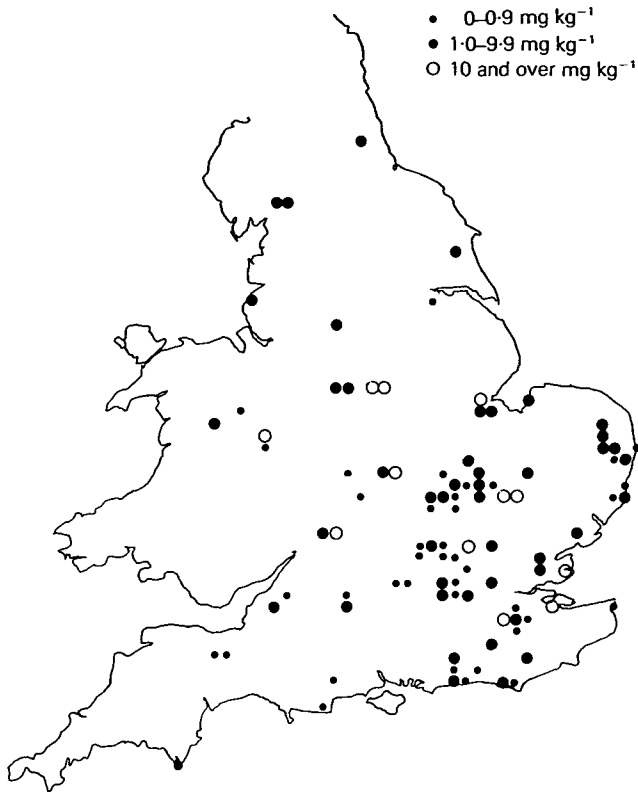 0–0·9 mg kg⁻¹
1·0–9·9 mg kg⁻¹
10 and over mg kg⁻¹